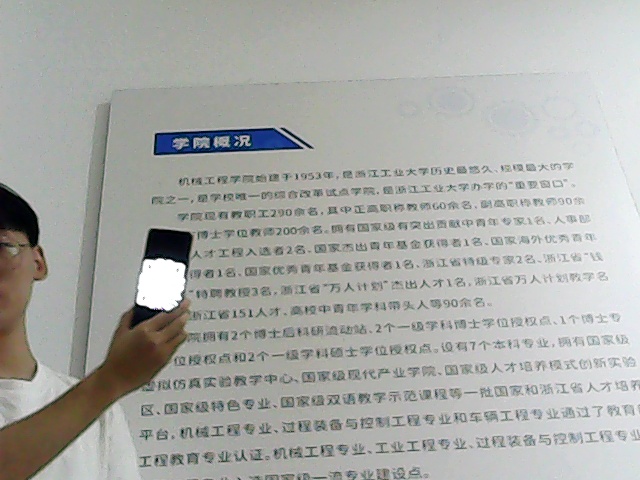 学院概况
机械工程学院始建于1953年，是浙江工业大学历史最悠久、规模最大的学
院之一，是学校唯一的综合改革试点学院，是浙江工业大学办学的“重要窗口”。
学院现有教职工290余名，其中正高职称教师60余名，副高职称教师90余
博士学位教师200余名。拥有国家级有突出贡献中青年专家1名、人事部
人才工程入选者2名、国家杰出青年基金获得者1名、国家海外优秀青年
得者1名、国家优秀青年基金获得者1名、浙江省特级专家2名、浙江省“钱
”特聘教授3名，浙江省“万人计划”杰出人才1名，浙江省万人计划教学名
浙江省151人才、高校中青年学科带头人等90余名。
院拥有2个博士后科研流动站、2个一级学科博士学位授权点、1个博士专
位授权点和2个一级学科硕士学位授权点。设有7个本科专业，拥有国家级
虚拟仿真实验教学中心、国家级现代产业学院、国家级人才培养模式创新实验
区、国家级特色专业、国家级双语教学示范课程等一批国家和浙江省人才培养
平台，机械工程专业、过程装备与控制工程专业和车辆工程专业通过了教育部
工程教育专业认证。机械工程专业、工业工程专业、过程装备与控制工程专业
入选国家级一流专业建设点。